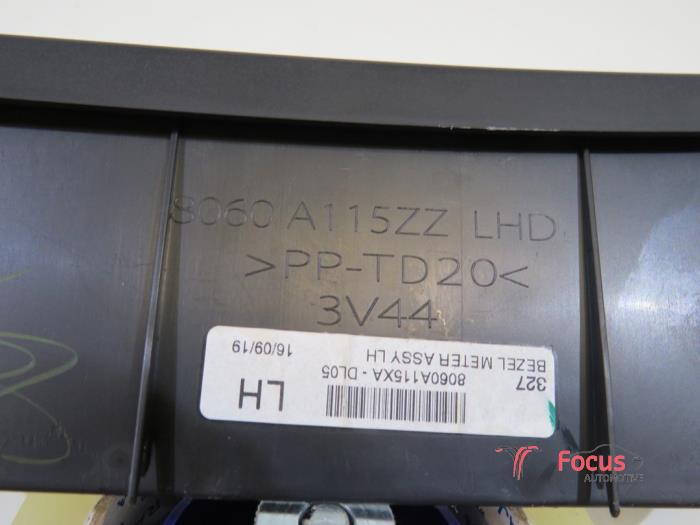 8060 A115ZZ LHD
>PP-TD20<
3V44
327
BEZEL METER ASSY LH
8060A115XA - DL05
LH
16/09/19
Focus
AUTOMOTIVE